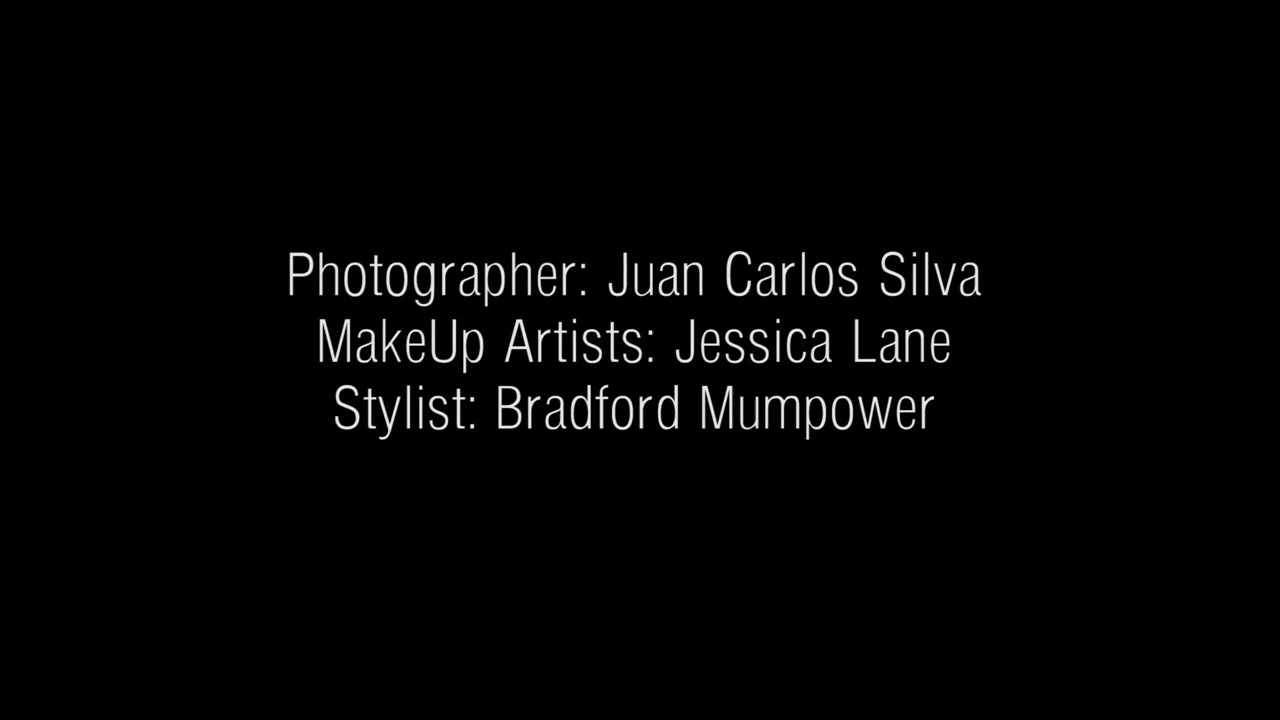 Photographer: Juan Carlos Silva
MakeUp Artists: Jessica Lane
Stylist: Bradford Mumpower